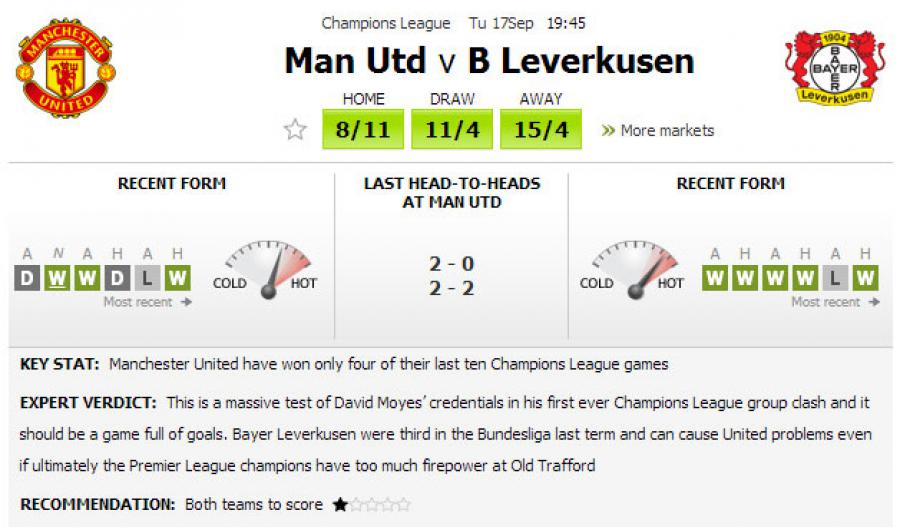 Champions League Tu 17Sep 19:45
MANCHESTER
UNITED
Man Utd v B Leverkusen
1904
BAYER
BAYER
Leverkusen
HOME DRAW AWAY
8/11 11/4 15/4 » More markets
RECENT FORM
A N A H A H
D W W D L W
COLD HOT
Most recent →
LAST HEAD-TO-HEADS
AT MAN UTD
2 - 0
2 - 2
RECENT FORM
COLD HOT
A H A H A H
W W W W L W
Most recent →
KEY STAT: Manchester United have won only four of their last ten Champions League games
EXPERT VERDICT: This is a massive test of David Moyes' credentials in his first ever Champions League group clash and it
should be a game full of goals. Bayer Leverkusen were third in the Bundesliga last term and can cause United problems even
if ultimately the Premier League champions have too much firepower at Old Trafford
RECOMMENDATION: Both teams to score